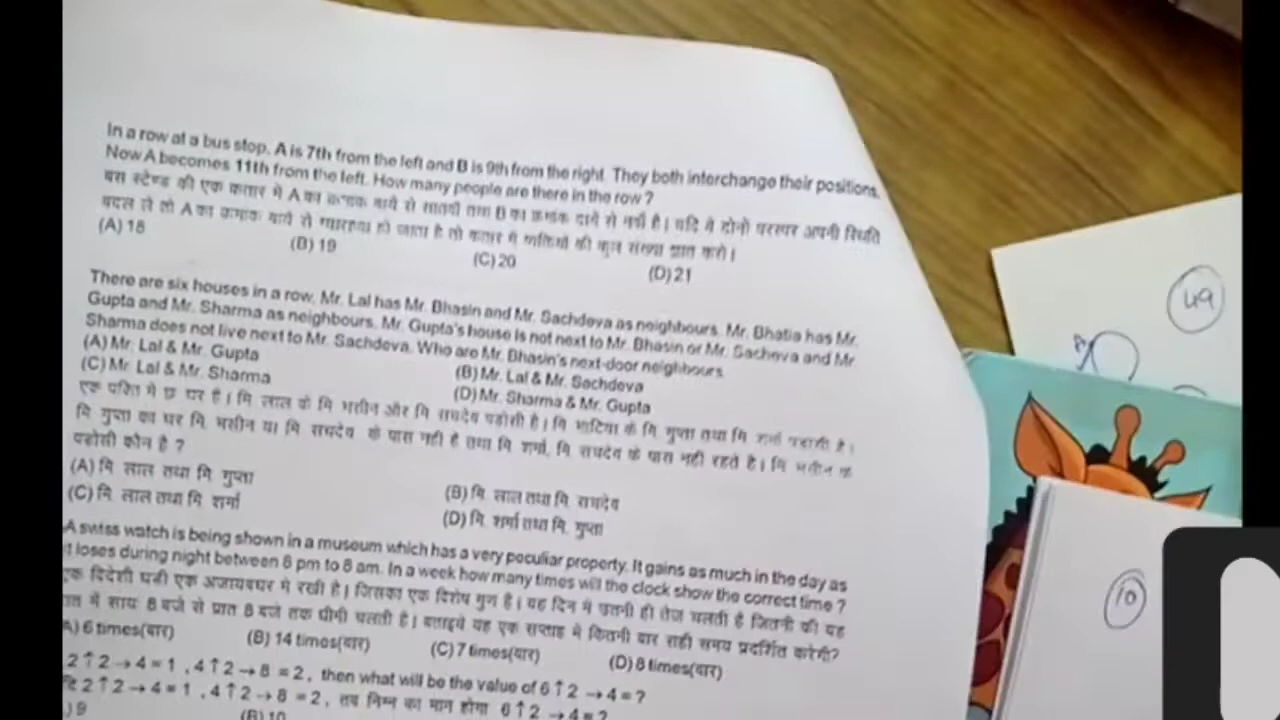 In a row at a bus stop, A is 7th from the left and B is 9th from the right. They both interchange their positions.
Now A becomes 11th from the left. How many people are there in the row ?
बस स्टेण्ड की एक कतार में A का क्रमांक बायें से सातवाँ तथा B का क्रमांक दायें से नवाँ है। यदि वे दोनों परस्पर अपनी स्थिति
बदल ले तो A का क्रमांक बायें से ग्यारहवा हो जाता है तो कतार में व्यक्तियों की कुल संख्या ज्ञात करो।
(A) 18 (B) 19 (C) 20 (D) 21
There are six houses in a row. Mr. Lal has Mr. Bhasin and Mr. Sachdeva as neighbours. Mr. Bhatia has Mr.
Gupta and Mr. Sharma as neighbours. Mr. Gupta's house is not next to Mr. Bhasin or Mr. Sacheva and Mr.
Sharma does not live next to Mr. Sachdeva. Who are Mr. Bhasin's next-door neighbours
(A) Mr. Lal & Mr. Gupta (B) Mr. Lal & Mr. Sachdeva
(C) Mr. Lal & Mr. Sharma (D) Mr. Sharma & Mr. Gupta
एक पंक्ति में छ घर है। मि लाल के मि भसीन और मि सचदेव पडोसी है। मि भाटिया के मि गुप्ता तथा मि शर्मा पडोसी है।
मि गुप्ता का घर मि भसीन या मि सचदेव के पास नही है तथा मि शर्मा, मि सचदेव के पास नही रहते है। मि भसीन के
पडोसी कौन है ?
(A) मि लाल तथा मि गुप्ता (B) मि लाल तथा मि सचदेव
(C) मि लाल तथा मि शर्मा (D) मि शर्मा तथा मि गुप्ता
A swiss watch is being shown in a museum which has a very peculiar property. It gains as much in the day as
it loses during night between 8 pm to 8 am. In a week how many times will the clock show the correct time ?
एक विदेशी घडी एक अजायबघर में रखी है। जिसका एक विशेष गुण है। यह दिन में उतनी ही तेज चलती है जितनी की यह
रात में सायं 8 बजे से प्रात 8 बजे तक धीमी चलती है। बताइये यह एक सप्ताह में कितनी बार सही समय प्रदर्शित करेगी?
A) 6 times(बार) (B) 14 times(बार) (C) 7 times(बार) (D) 8 times(बार)
2↑2→4=1 , 4↑2→8 =2, then what will be the value of 6↑2 →4=?
2↑2→4=1 , 4↑2→8 =2, तब निम्न का मान होगा 6↑2 →4=?
) 9 (B) 10
49
10